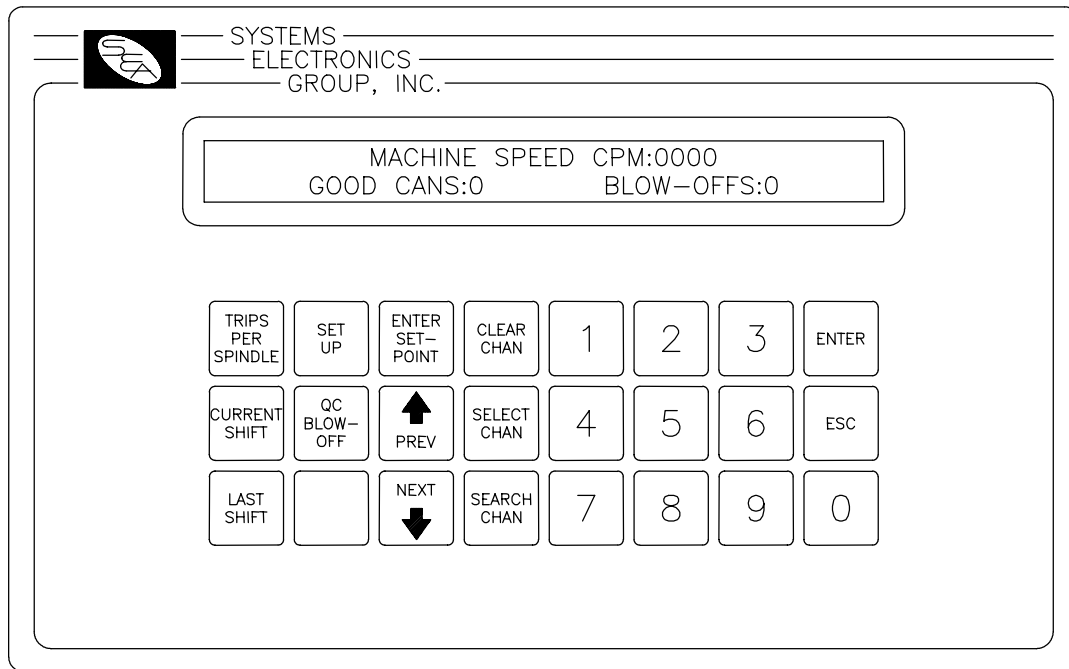 SEA
SYSTEMS
ELECTRONICS
GROUP, INC.
MACHINE SPEED CPM:0000
GOOD CANS:0 BLOW-OFFS:0
TRIPS
PER
SPINDLE
SET
UP
ENTER
SET-
POINT
CLEAR
CHAN
1
2
3
ENTER
CURRENT
SHIFT
QC
BLOW-
OFF
PREV
SELECT
CHAN
4
5
6
ESC
LAST
SHIFT
NEXT
SEARCH
CHAN
7
8
9
0